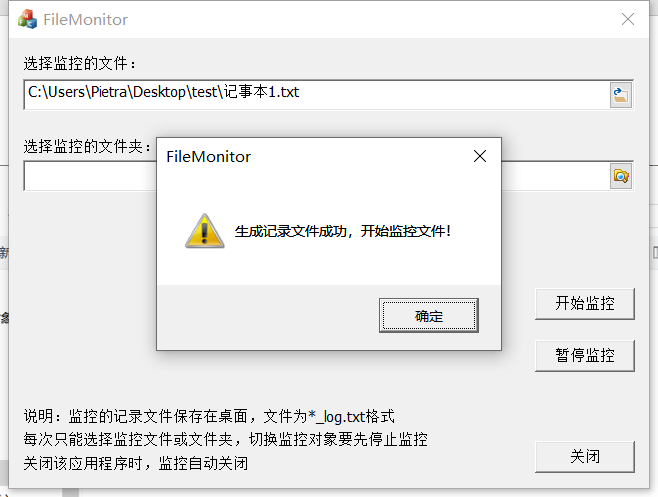 FileMonitor
选择监控的文件：
C:\Users\Pietra\Desktop\test\记事本1.txt
选择监控的文件夹：
FileMonitor
生成记录文件成功，开始监控文件！
确定
开始监控
暂停监控
说明：监控的记录文件保存在桌面，文件为*_log.txt格式
每次只能选择监控文件或文件夹，切换监控对象要先停止监控
关闭该应用程序时，监控自动关闭
关闭